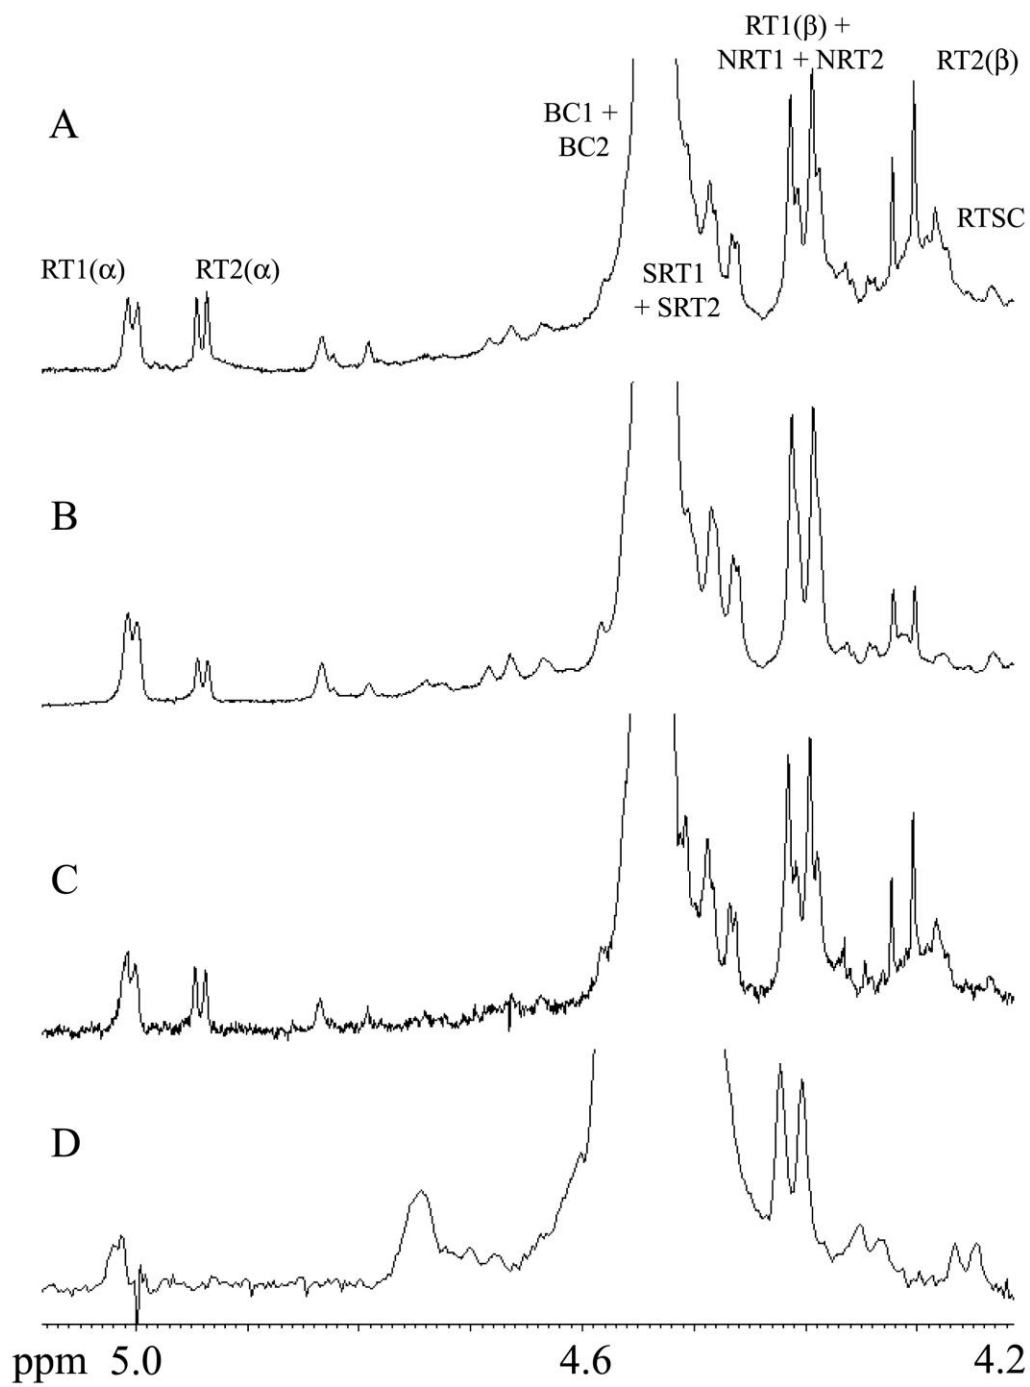 RT1(β) +
NRT1 + NRT2
RT2(β)
A
BC1 +
BC2
RTSC
RT1(α)
RT2(α)
SRT1
+ SRT2
B
C
D
ppm 5.0 4.6 4.2